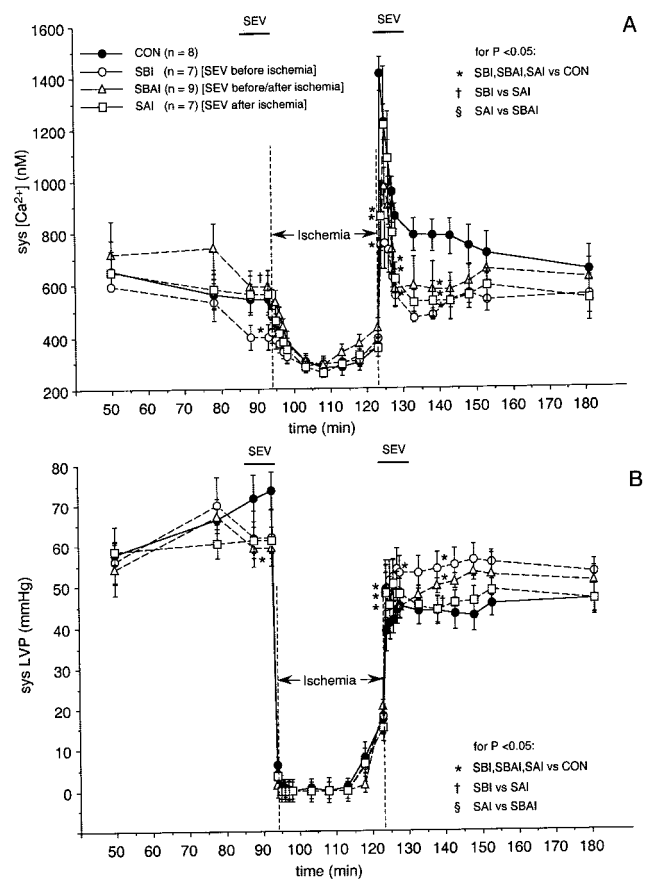 SEV SEV
A
1600
1400
1200
1000
800
600
400
200
sys [Ca2+] (nM)
CON (n = 8)
SBI (n = 7) [SEV before ischemia]
SBAI (n = 9) [SEV before/after ischemia]
SAI (n = 7) [SEV after ischemia]
for P <0.05:
* SBI,SBAI,SAI vs CON
† SBI vs SAI
§ SAI vs SBAI
Ischemia
* * * † * * * * * *
50 60 70 80 90 100 110 120 130 140 150 160 170 180
time (min)
SEV SEV
B
80
70
60
50
40
30
20
10
0
sys LVP (mmHg)
* * * * * * * †
Ischemia
for P <0.05:
* SBI,SBAI,SAI vs CON
† SBI vs SAI
§ SAI vs SBAI
50 60 70 80 90 100 110 120 130 140 150 160 170 180
time (min)